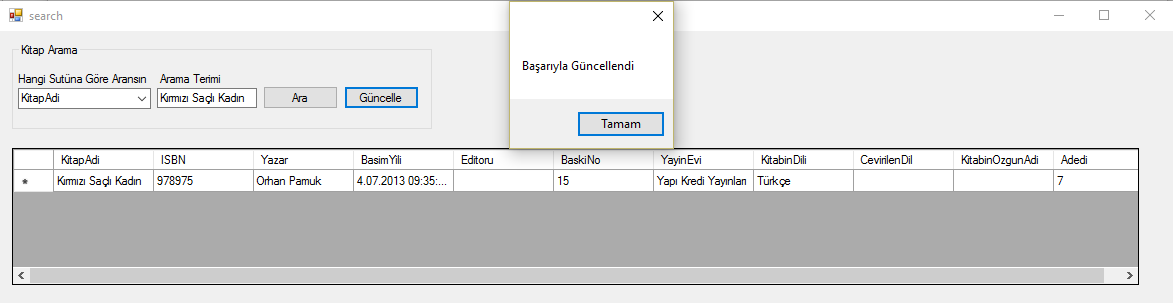 search
Başarıyla Güncellendi
Tamam
Kitap Arama
Hangi Sutüna Göre Aransın Arama Terimi
KitapAdi Kırmızı Saçlı Kadın Ara Güncelle
KitapAdi ISBN Yazar BasimYili Editoru BaskiNo YayinEvi KitabinDili CevirilenDil KitabinOzgunAdi Adedi
* Kırmızı Saçlı Kadın 978975 Orhan Pamuk 4.07.2013 09:35:... 15 Yapı Kredi Yayınları Türkçe 7